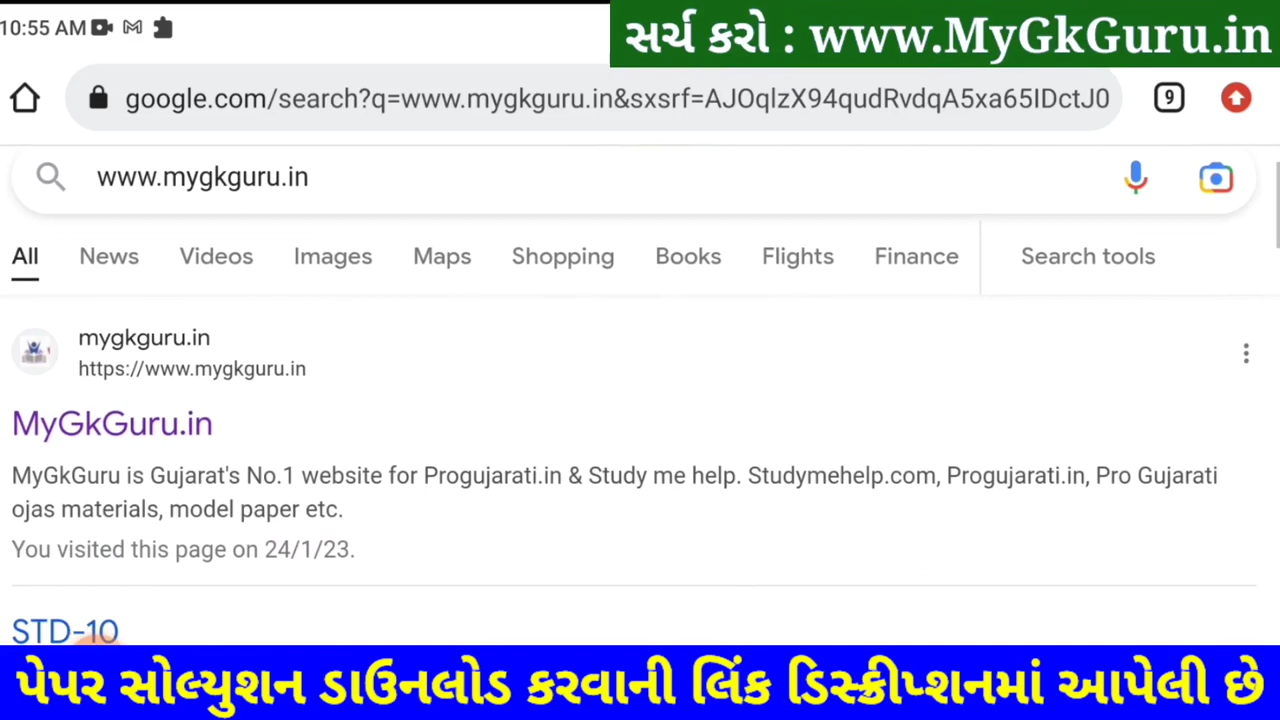 10:55 AM
સર્ચ કરો : www.MyGkGuru.in
google.com/search?q=www.mygkguru.in&sxsrf=AJOqlzX94qudRvdqA5xa65IDctJ0
9
www.mygkguru.in
All News Videos Images Maps Shopping Books Flights Finance Search tools
mygkguru.in
https://www.mygkguru.in
MyGkGuru.in
MyGkGuru is Gujarat's No.1 website for Progujarati.in & Study me help. Studymehelp.com, Progujarati.in, Pro Gujarati
ojas materials, model paper etc.
You visited this page on 24/1/23.
STD-10
પેપર સોલ્યુશન ડાઉનલોડ કરવાની લિંક ડિસ્ક્રીપ્શનમાં આપેલી છે